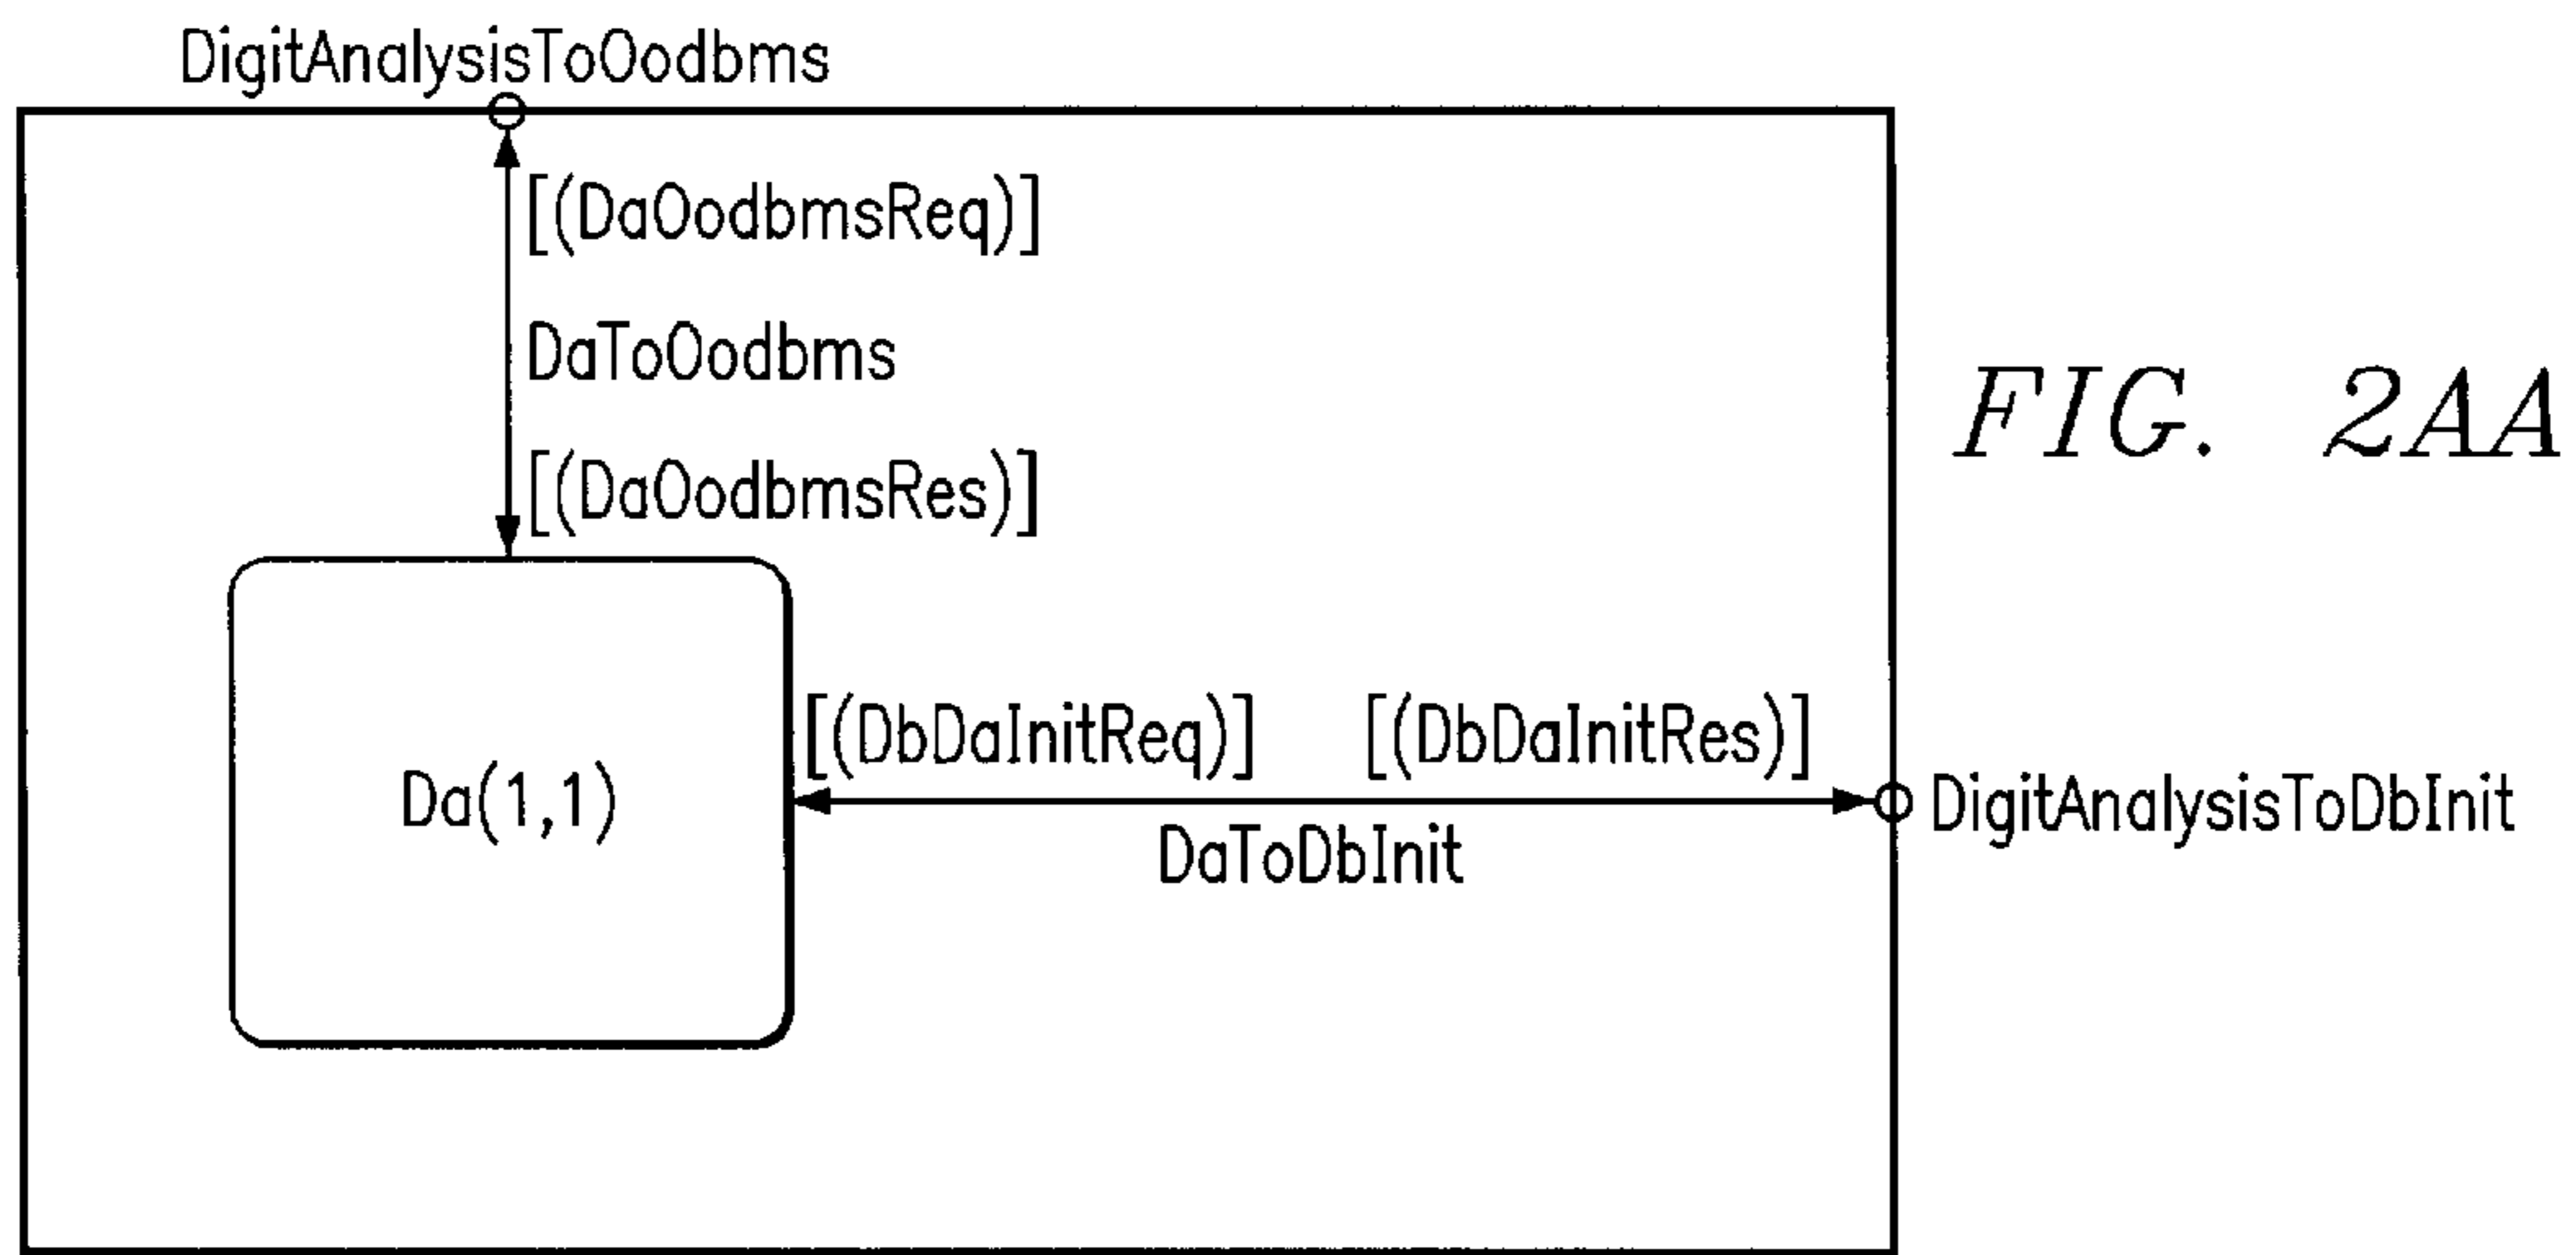 DigitAnalysisToOodbms
[(DaOodbmsReq)]
DaToOodbms
[(DaOodbmsRes)]
FIG. 2AA
[(DbDaInitReq)] [(DbDaInitRes)]
Da(1,1)
DigitAnalysisToDbInit
DaToDbInit